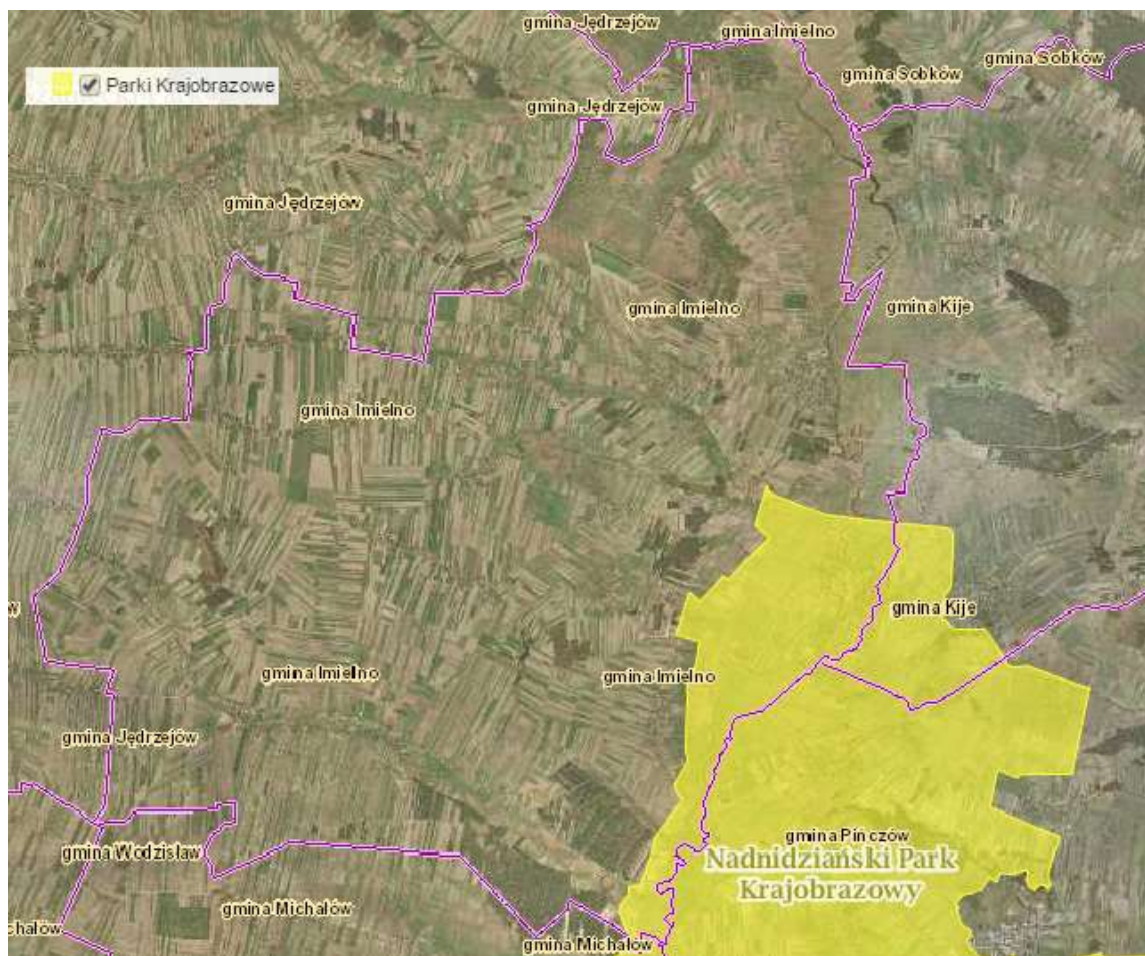 gmina Jędrzejów
gmina Imielno
gmina Sobków
gmina Sobków
Parki Krajobrazowe
gmina Jędrzejów
gmina Jędrzejów
gmina Imielno
gmina Kije
gmina Imielno
gmina Kije
gmina Imielno
gmina Imielno
gmina Jędrzejów
gmina Pińczów
gmina Wodzisław
Nadnidziański Park
Krajobrazowy
gmina Michałów
chałów
gmina Michałów